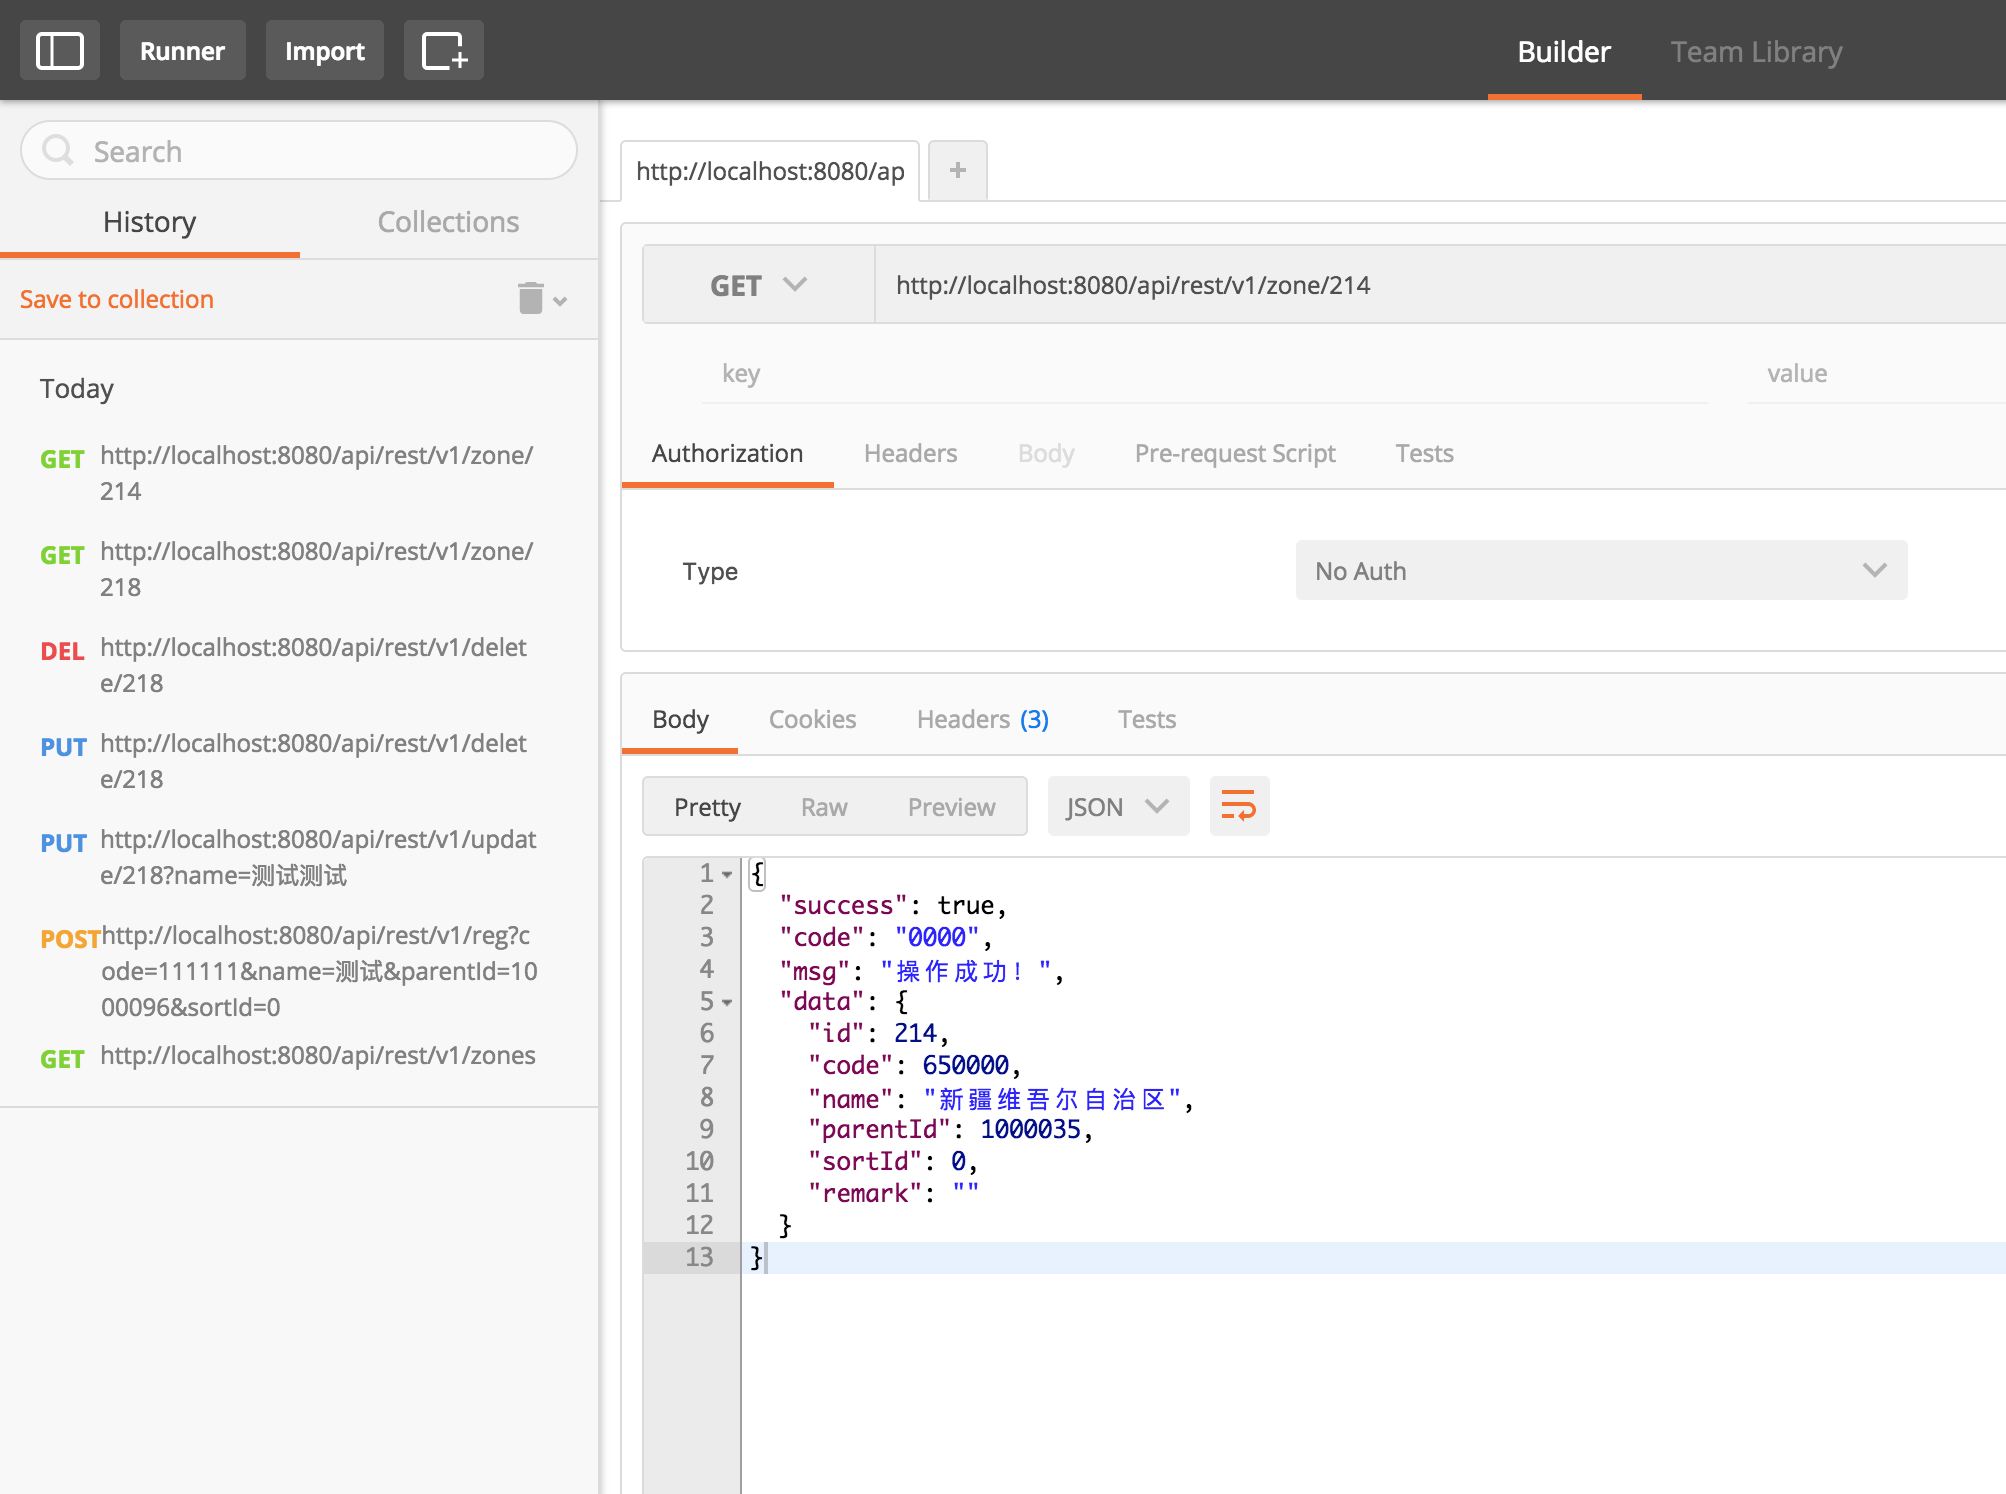 Runner
Import
Builder
Team Library
Search
History
Collections
Save to collection
Today
GET http://localhost:8080/api/rest/v1/zone/
214
GET http://localhost:8080/api/rest/v1/zone/
218
DEL http://localhost:8080/api/rest/v1/delet
e/218
PUT http://localhost:8080/api/rest/v1/delet
e/218
PUT http://localhost:8080/api/rest/v1/updat
e/218?name=测试测试
POST http://localhost:8080/api/rest/v1/reg?c
ode=111111&name=测试&parentId=10
00096&sortId=0
GET http://localhost:8080/api/rest/v1/zones
http://localhost:8080/ap
+
GET http://localhost:8080/api/rest/v1/zone/214
key value
Authorization Headers Body Pre-request Script Tests
Type No Auth
Body Cookies Headers (3) Tests
Pretty Raw Preview JSON
1 {
2 "success": true,
3 "code": "0000",
4 "msg": "操作成功！",
5 "data": {
6 "id": 214,
7 "code": 650000,
8 "name": "新疆维吾尔自治区",
9 "parentId": 1000035,
10 "sortId": 0,
11 "remark": ""
12 }
13 }